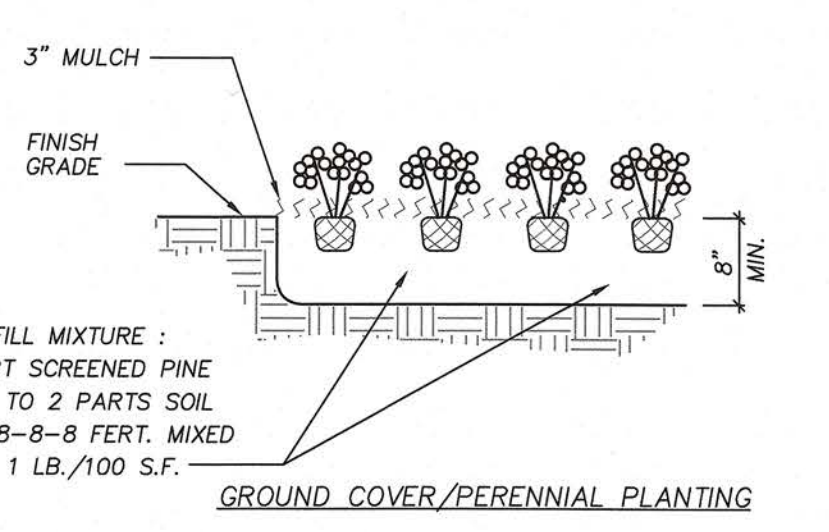 3" MULCH
FINISH
GRADE
8"
MIN.
FILL MIXTURE :
SCREENED PINE
TO 2 PARTS SOIL
8-8-8 FERT. MIXED
1 LB./100 S.F.
GROUND COVER/PERENNIAL PLANTING